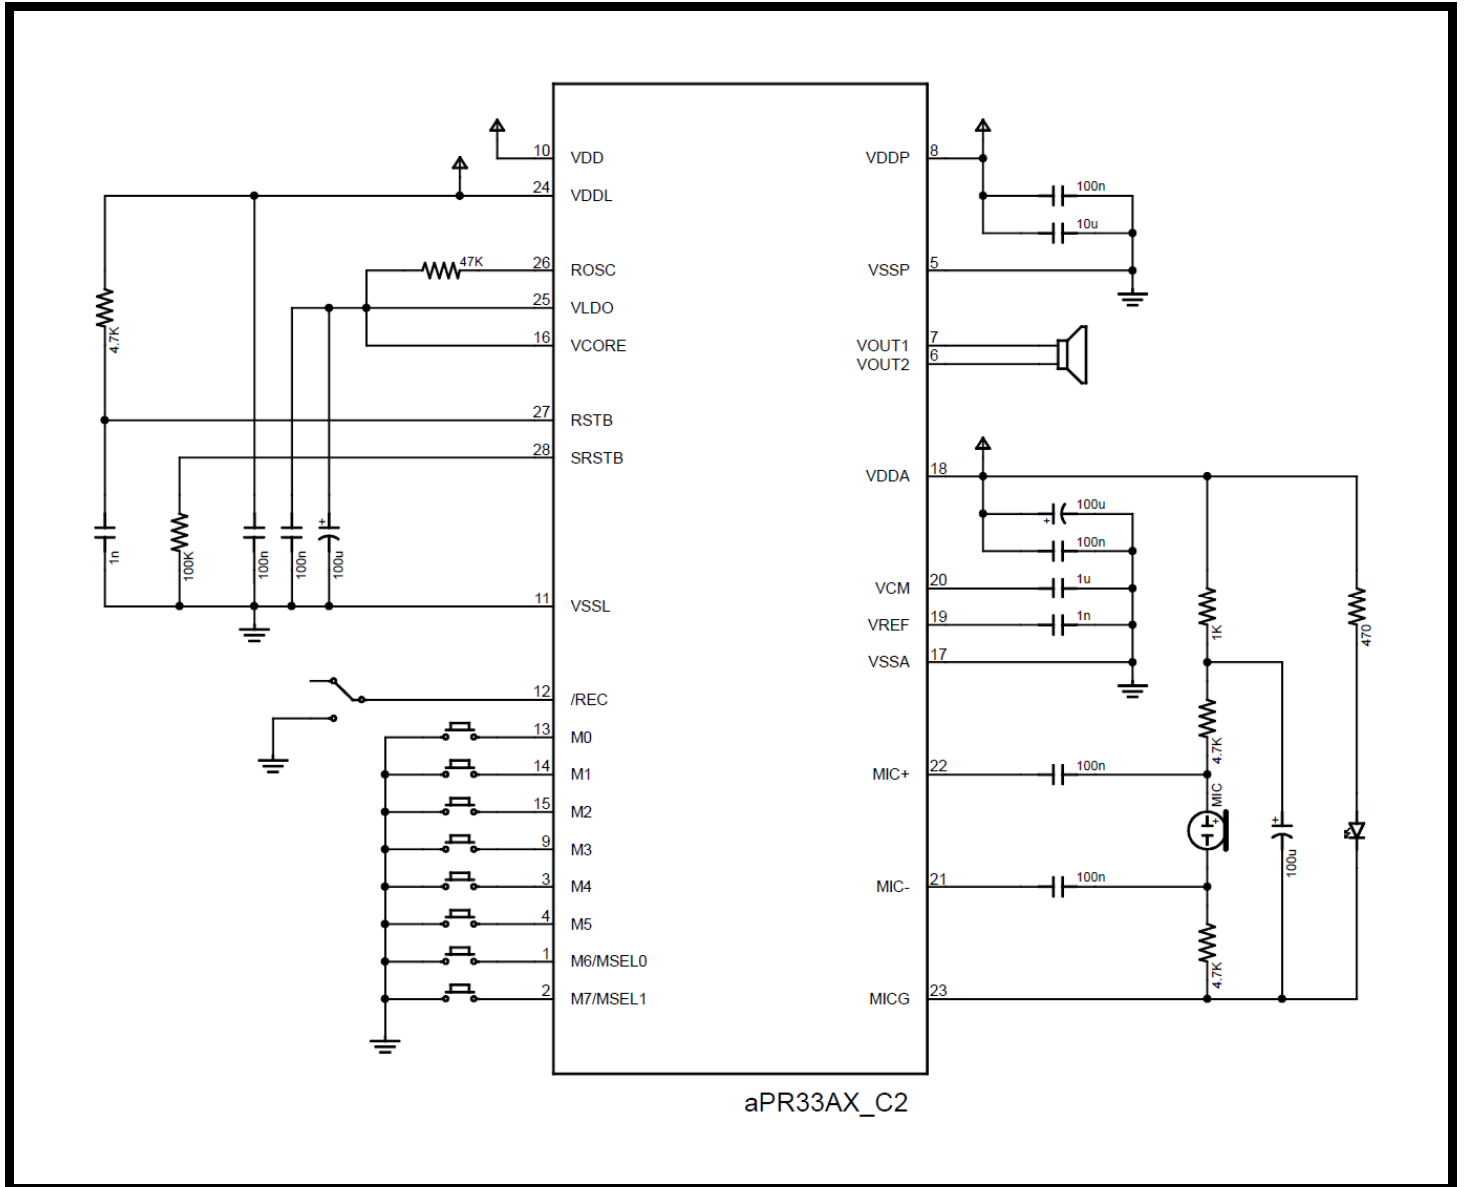 10 VDD
24 VDDL
47K 26 ROSC
25 VLDO
16 VCORE
4.7K
27 RSTB
28 SRSTB
1n
100K
100n
100n
+
100u
11 VSSL
12 /REC
13 M0
14 M1
15 M2
9 M3
3 M4
4 M5
1 M6/MSEL0
2 M7/MSEL1
VDDP 8
100n
10u
VSSP 5
VOUT1 7
VOUT2 6
VDDA 18
+ 100u
100n
VCM 20 1u
VREF 19 1n
VSSA 17
1K
470
4.7K
MIC+ 22 100n
MIC
+
+
100u
MIC- 21 100n
4.7K
MICG 23
aPR33AX_C2